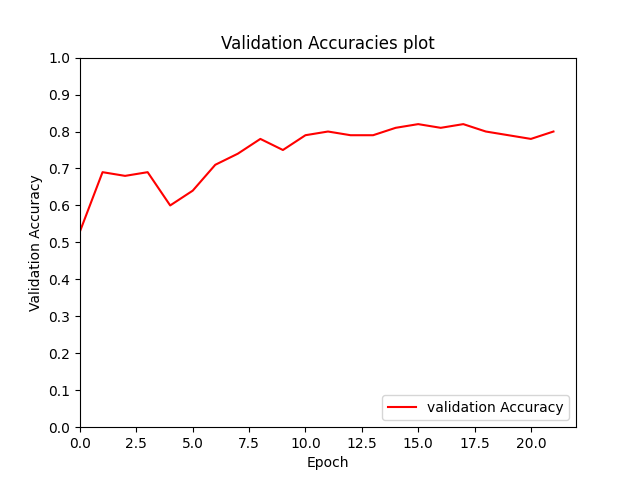 Validation Accuracies plot
1.0
0.9
0.8
0.7
0.6
0.5
0.4
0.3
0.2
0.1
0.0
Validation Accuracy
validation Accuracy
0.0 2.5 5.0 7.5 10.0 12.5 15.0 17.5 20.0
Epoch